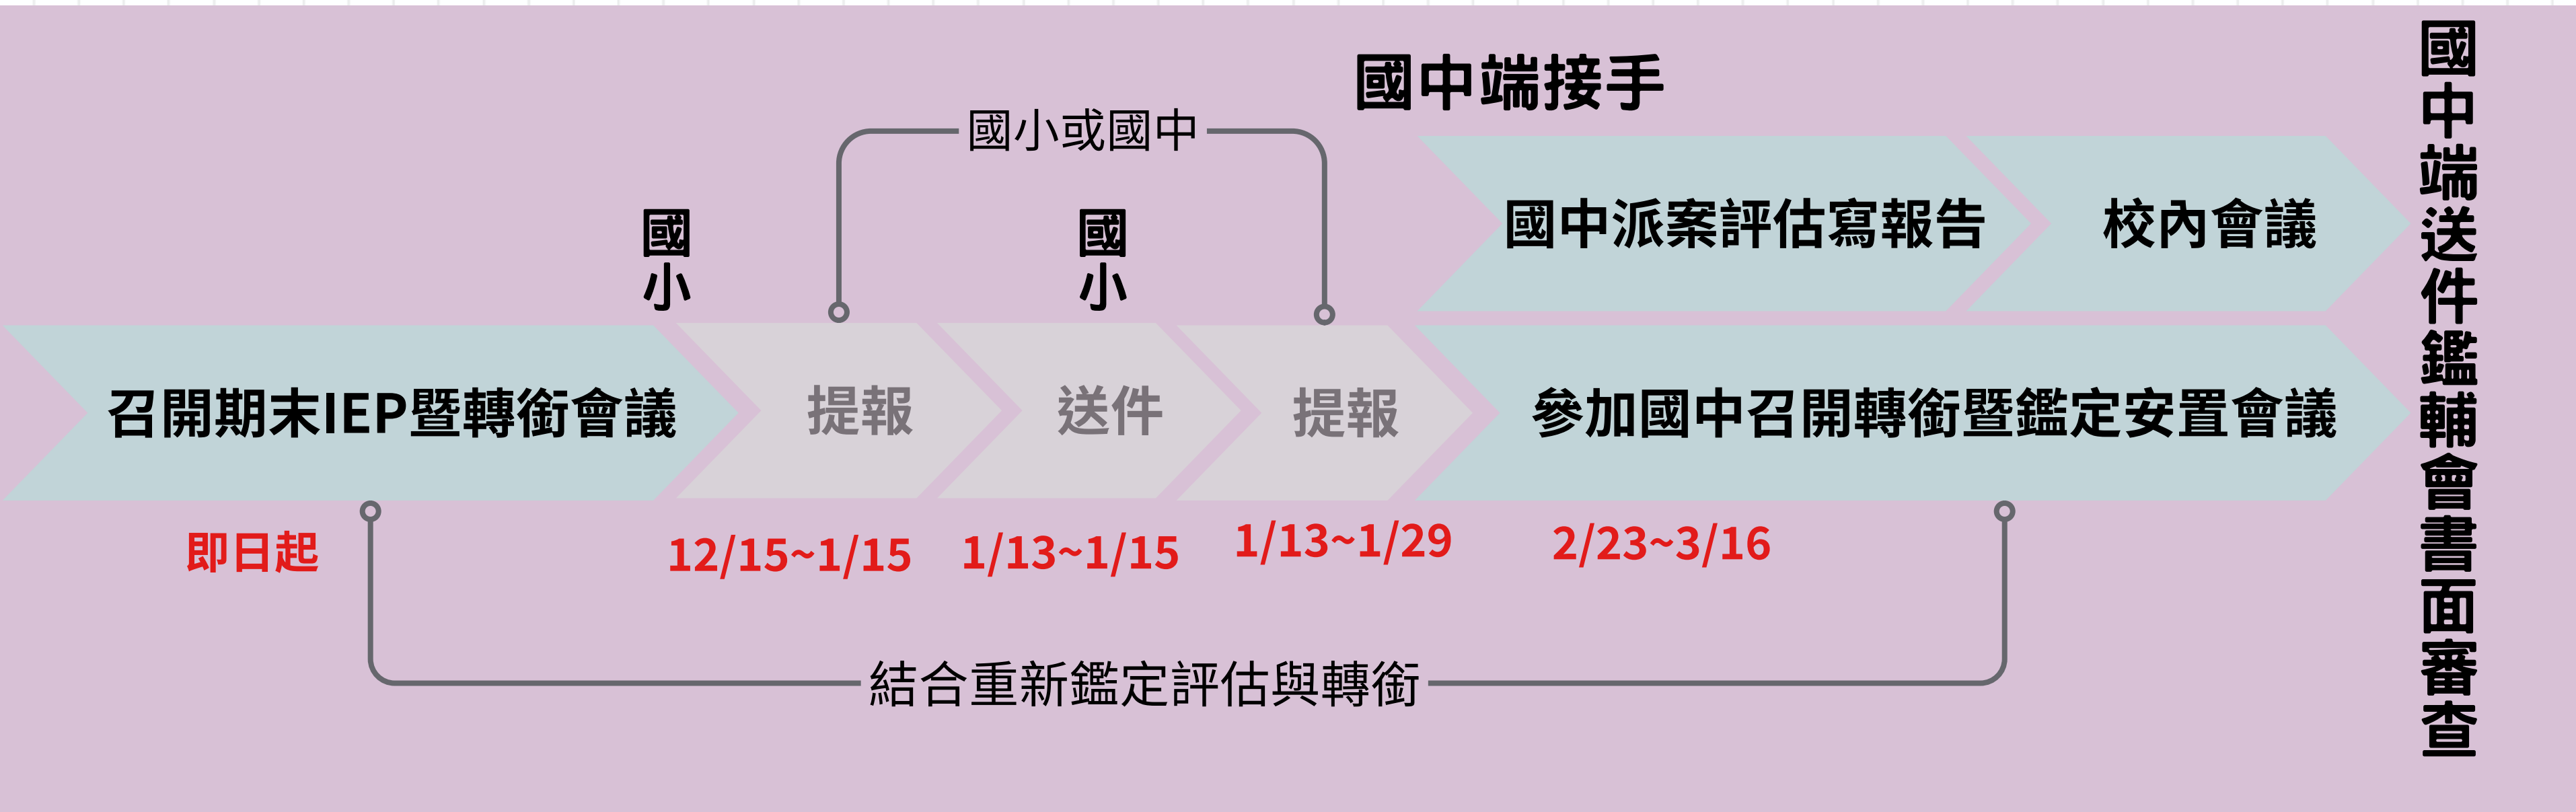 國中端接手
國小或國中
國小
國小
國中派案評估寫報告
校內會議
召開期末IEP暨轉銜會議
提報
送件
提報
參加國中召開轉銜暨鑑定安置會議
即日起
12/15~1/15
1/13~1/15
1/13~1/29
2/23~3/16
結合重新鑑定評估與轉銜
國中端送件鑑輔會書面審查